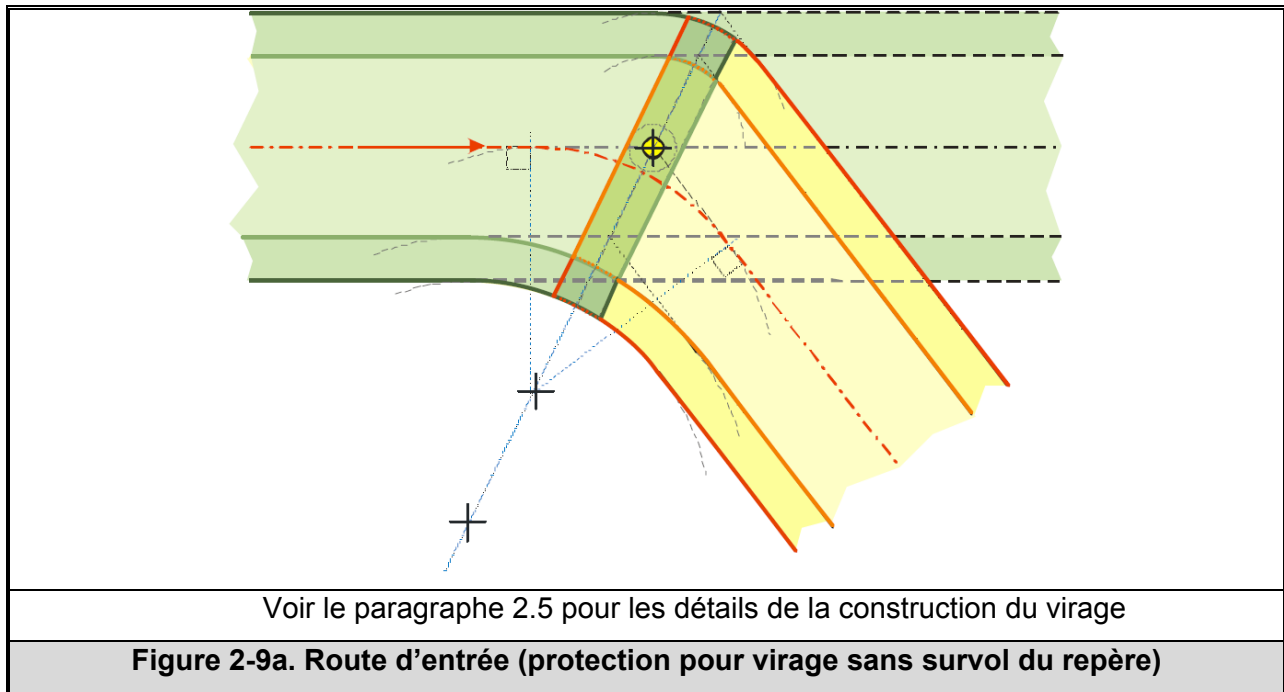 Voir le paragraphe 2.5 pour les détails de la construction du virage
Figure 2-9a. Route d’entrée (protection pour virage sans survol du repère)